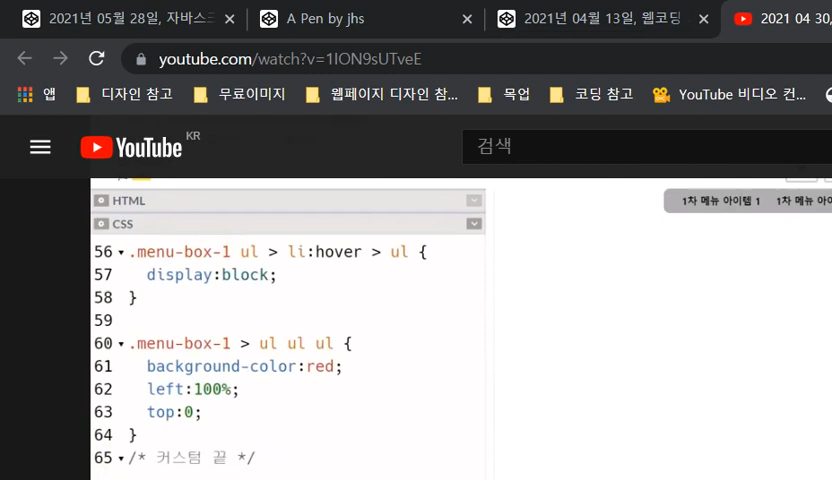 2021년 05월 28일, 자바스크
A Pen by jhs
2021년 04월 13일, 웹코딩
2021 04 30,
youtube.com/watch?v=1ION9sUTveE
앱
디자인 참고
무료이미지
웹페이지 디자인 참...
목업
코딩 참고
YouTube 비디오 컨...
YouTube KR
검색
HTML
1차 메뉴 아이템 1 1차 메뉴 아이
CSS
56 .menu-box-1 ul > li:hover > ul {
57 display:block;
58 }
59
60 .menu-box-1 > ul ul ul {
61 background-color:red;
62 left:100%;
63 top:0;
64 }
65 /* 커스텀 끝 */